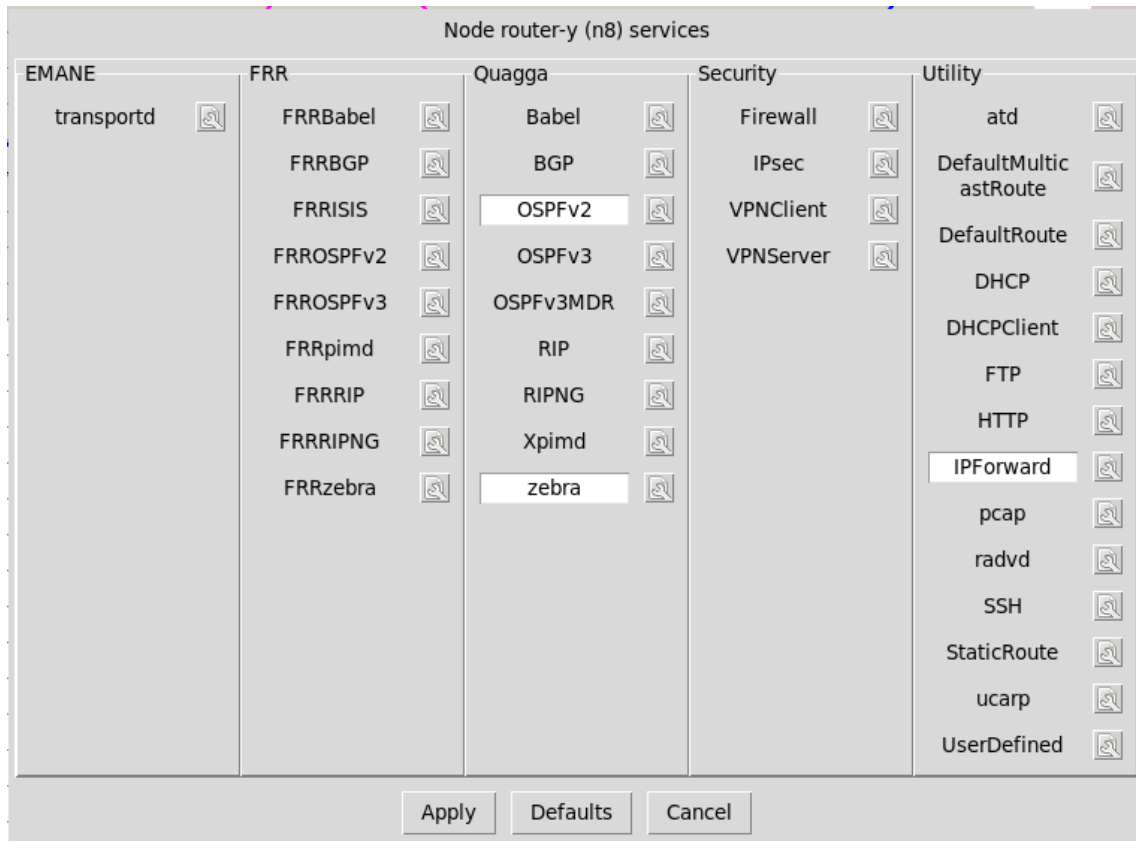 Node router-y (n8) services
EMANE
transportd
FRR
FRRBabel
FRRBGP
FRRISIS
FRROSPFv2
FRROSPFv3
FRRpimd
FRRRIP
FRRRIPNG
FRRzebra
Quagga
Babel
BGP
OSPFv2
OSPFv3
OSPFv3MDR
RIP
RIPNG
Xpimd
zebra
Security
Firewall
IPsec
VPNClient
VPNServer
Utility
atd
DefaultMultic
astRoute
DefaultRoute
DHCP
DHCPClient
FTP
HTTP
IPForward
pcap
radvd
SSH
StaticRoute
ucarp
UserDefined
Apply
Defaults
Cancel